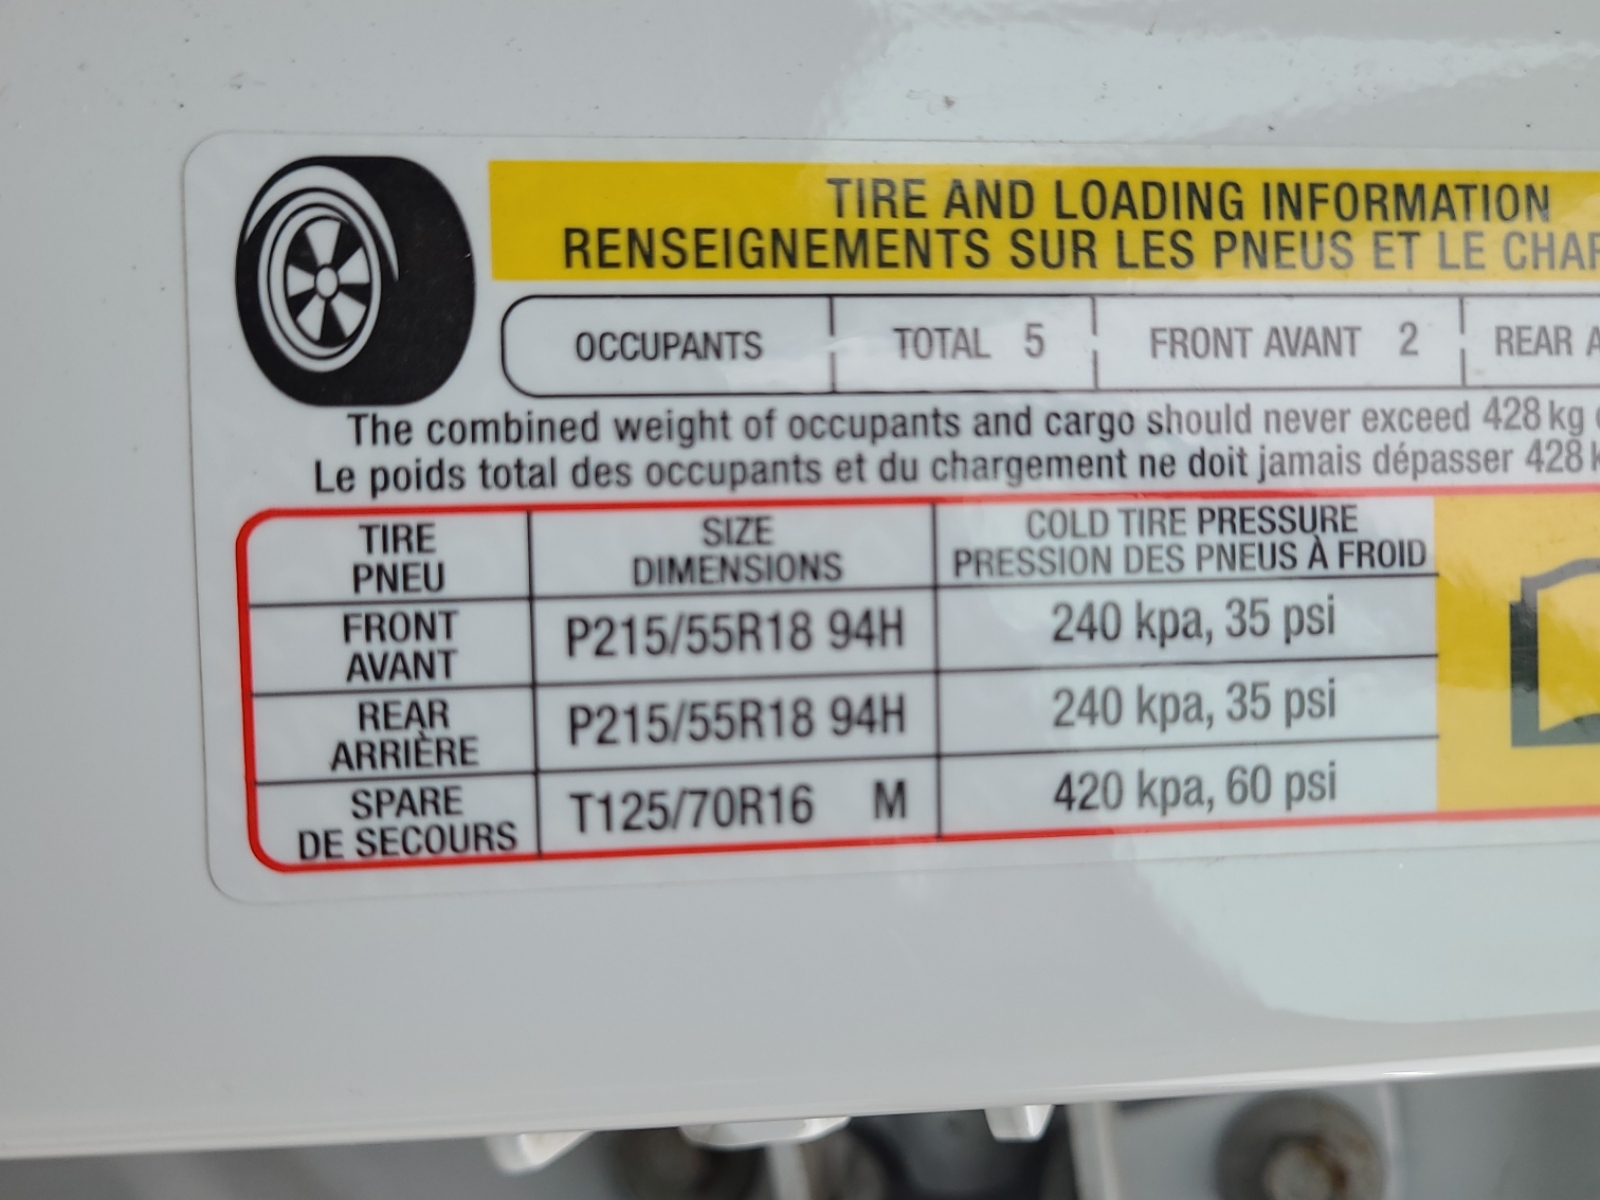 TIRE AND LOADING INFORMATION
RENSEIGNEMENTS SUR LES PNEUS ET LE
OCCUPANTS TOTAL 5 FRONT AVANT 2 REAR
The combined weight of occupants and cargo should never exceed 428 kg
Le poids total des occupants et du chargement ne doit jamais dépasser 428
TIRE PNEU SIZE DIMENSIONS COLD TIRE PRESSURE PRESSION DES PNEUS À FROID
FRONT AVANT P215/55R18 94H 240 kpa, 35 psi
REAR ARRIÈRE P215/55R18 94H 240 kpa, 35 psi
SPARE DE SECOURS T125/70R16 M 420 kpa, 60 psi